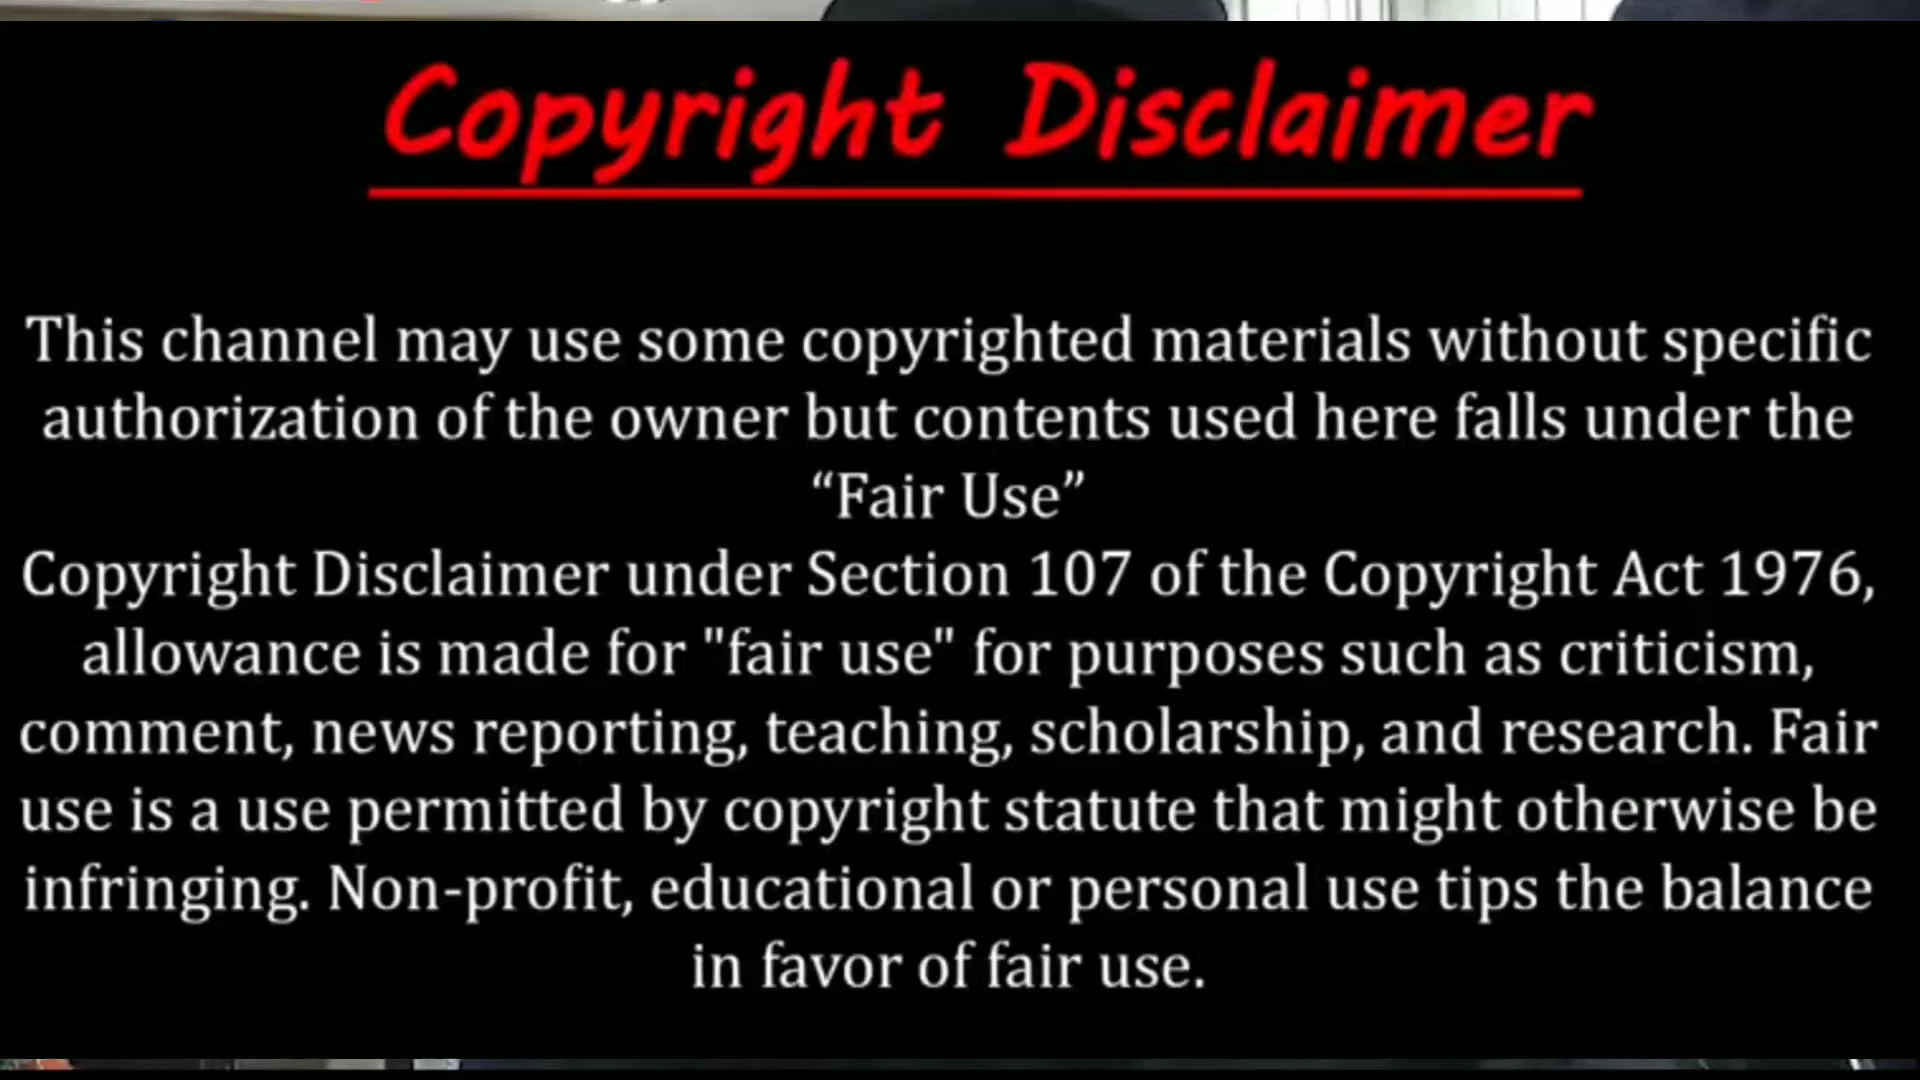 Copyright Disclaimer
This channel may use some copyrighted materials without specific
authorization of the owner but contents used here falls under the
“Fair Use”
Copyright Disclaimer under Section 107 of the Copyright Act 1976,
allowance is made for "fair use" for purposes such as criticism,
comment, news reporting, teaching, scholarship, and research. Fair
use is a use permitted by copyright statute that might otherwise be
infringing. Non-profit, educational or personal use tips the balance
in favor of fair use.